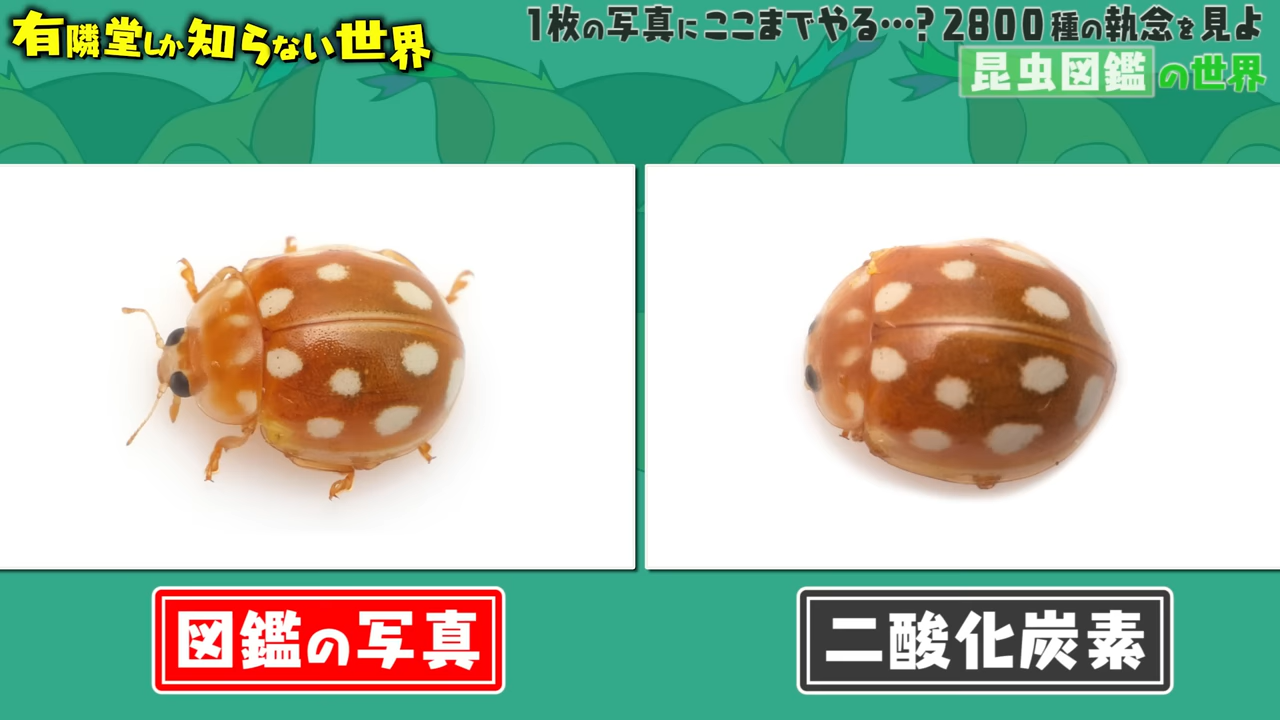 有隣堂しか知らない世界
1枚の写真にここまでやる…?2800種の執念を見よ
昆虫図鑑の世界
図鑑の写真
二酸化炭素